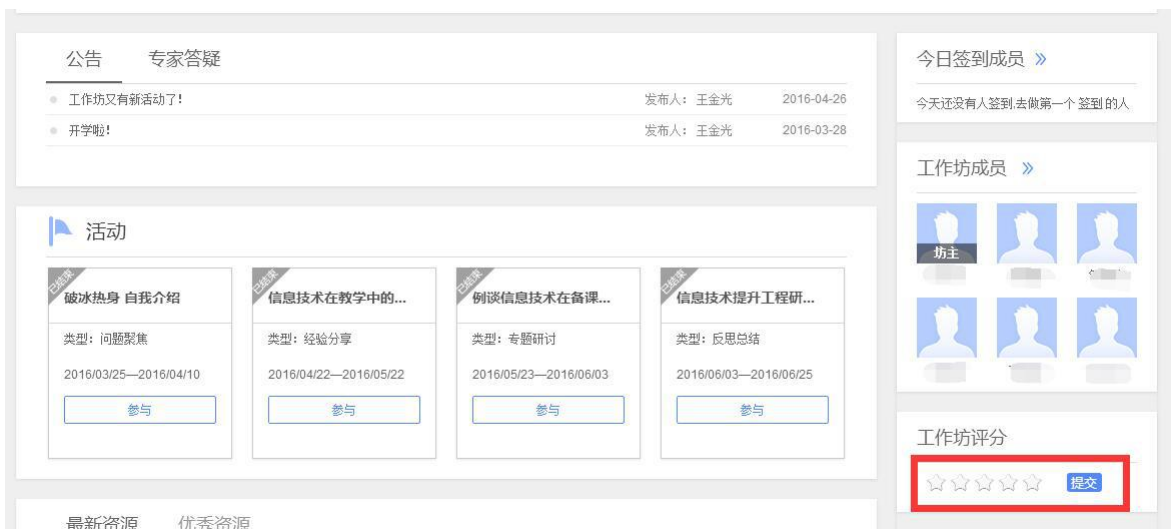 公告 专家答疑
工作坊又有新活动了! 发布人: 王金光 2016-04-26
开学啦! 发布人: 王金光 2016-03-28
活动
已结束
破冰热身 自我介绍
类型: 问题聚焦
2016/03/25—2016/04/10
参与
已结束
信息技术在教学中的...
类型: 经验分享
2016/04/22—2016/05/22
参与
已结束
例谈信息技术在备课...
类型: 专题研讨
2016/05/23—2016/06/03
参与
已结束
信息技术提升工程研...
类型: 反思总结
2016/06/03—2016/06/25
参与
最新资源 优秀资源
今日签到成员 »
今天还没有人签到,去做第一个 签到 的人
工作坊成员 »
坊主
工作坊评分
提交